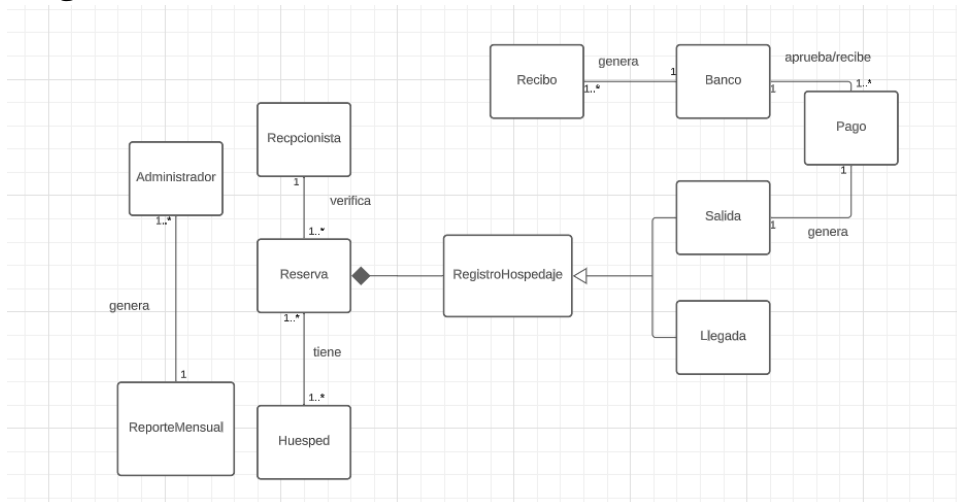 genera
aprueba/recibe
Recibo
1
Banco
1..*
1
1..*
Pago
Recpcionista
Administrador
1
1
1..*
verifica
Salida
1..*
1
genera
Reserva
RegistroHospedaje
genera
1..*
Llegada
tiene
1
1..*
ReporteMensual
Huesped